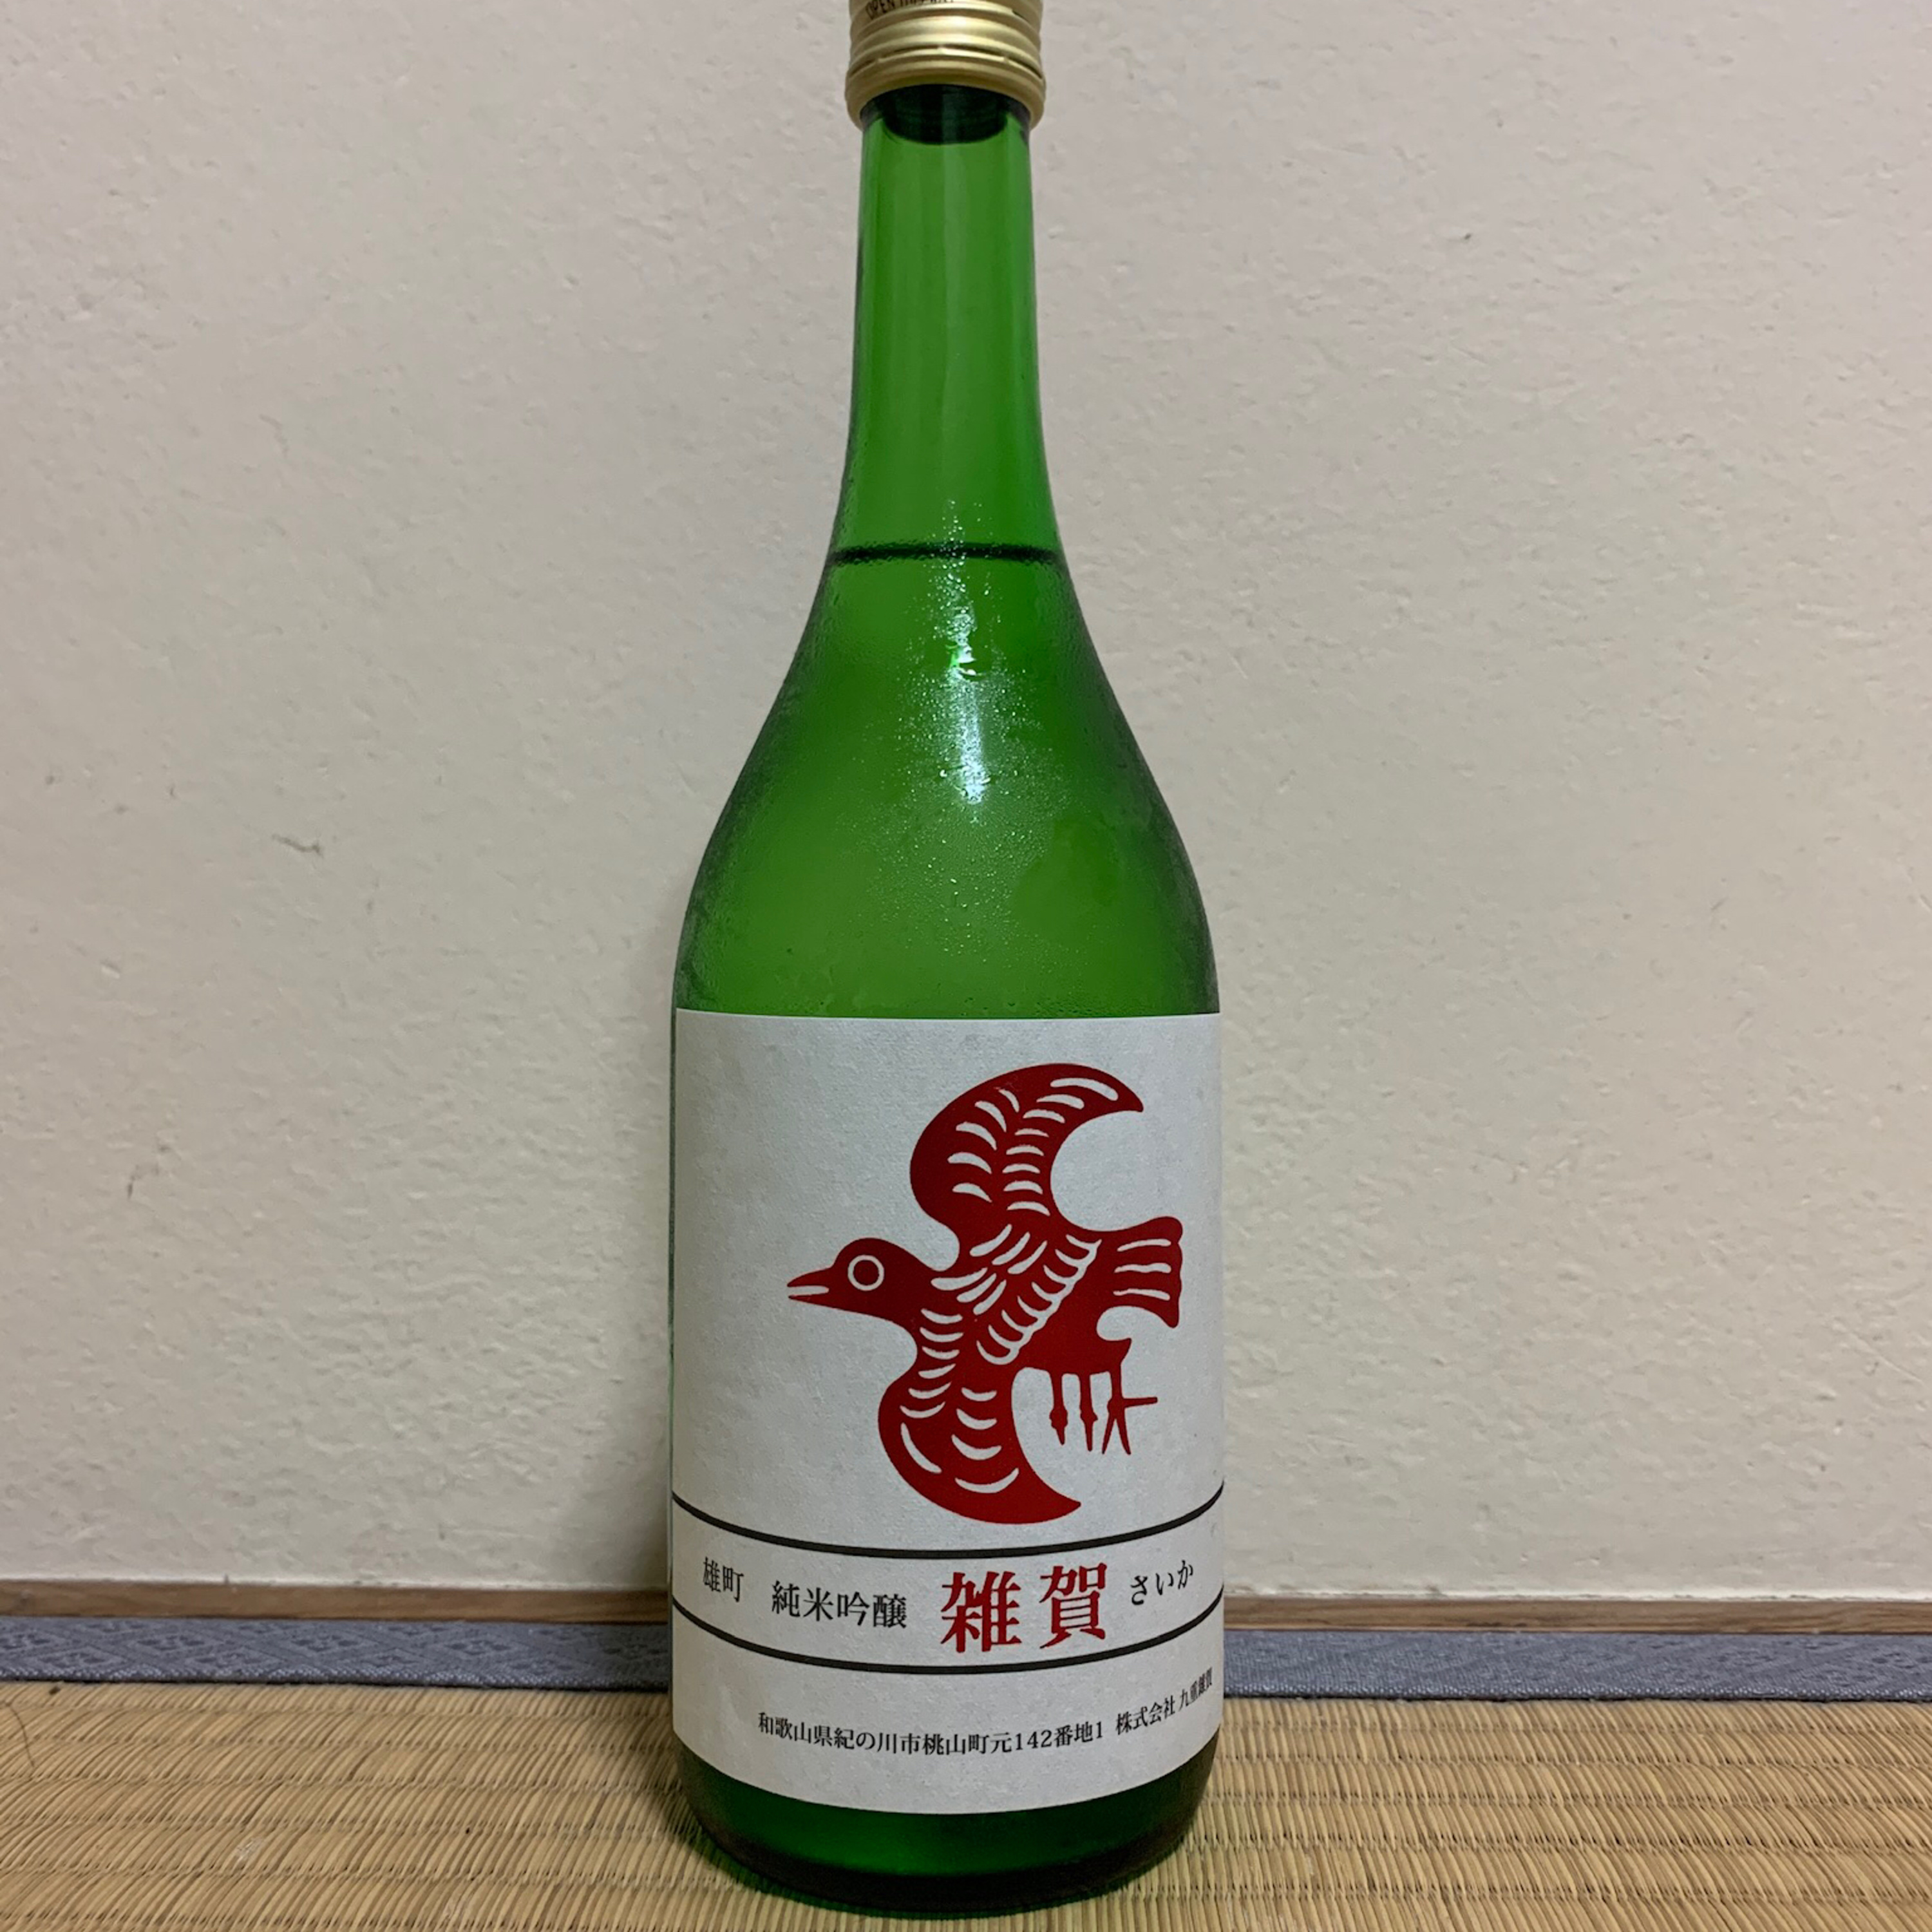 雄町 純米吟醸 雑賀 さいか
和歌山県紀の川市桃山町元142番地1 株式会社 九重雜賀